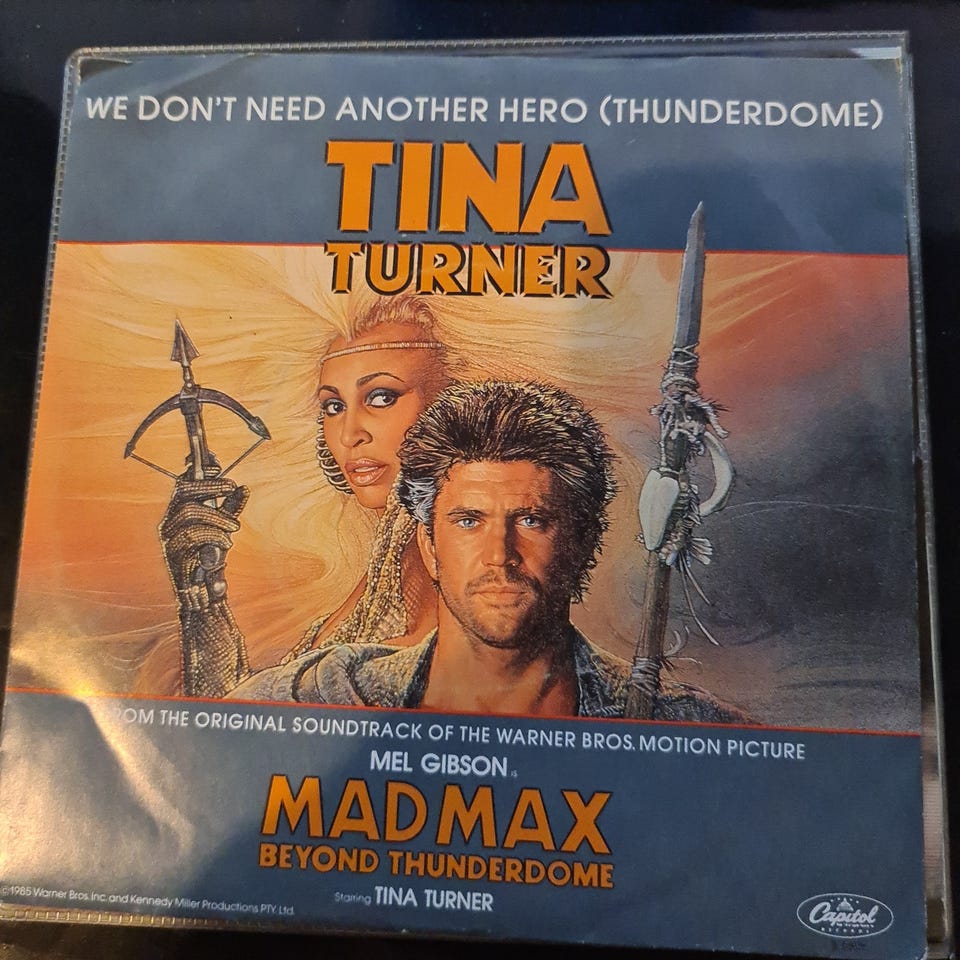 WE DON'T NEED ANOTHER HERO (THUNDERDOME)
TINA
TURNER
FROM THE ORIGINAL SOUNDTRACK OF THE WARNER BROS. MOTION PICTURE
MEL GIBSON IS
MAD MAX
BEYOND THUNDERDOME
©1985 Warner Bros. Inc. and Kennedy Miller Productions PTY. Ltd.
Starring TINA TURNER
Capitol
RECORDS